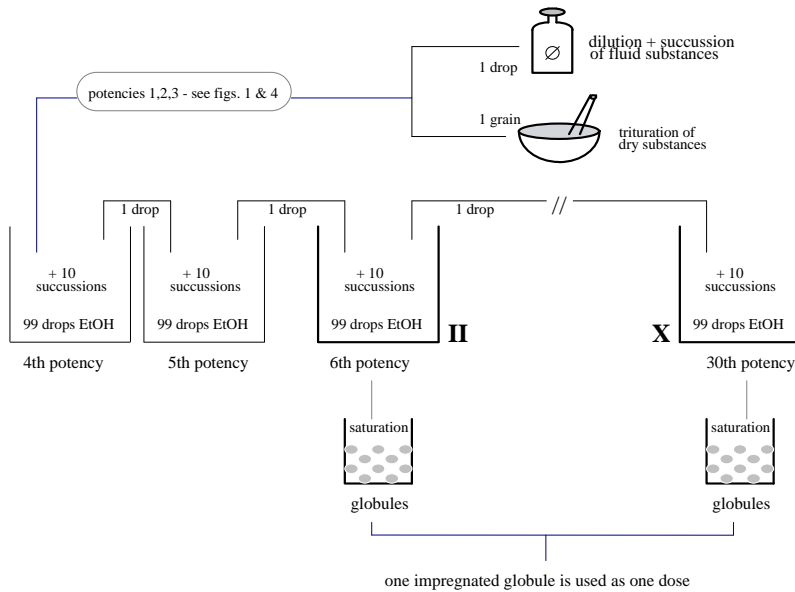 dilution + succussion
of fluid substances
1 drop
potencies 1,2,3 - see figs. 1 & 4
1 grain
trituration of
dry substances
1 drop
1 drop
1 drop
//
+ 10
succussions
99 drops EtOH
4th potency
+ 10
succussions
99 drops EtOH
5th potency
+ 10
succussions
99 drops EtOH
II
6th potency
X
+ 10
succussions
99 drops EtOH
30th potency
saturation
globules
saturation
globules
one impregnated globule is used as one dose